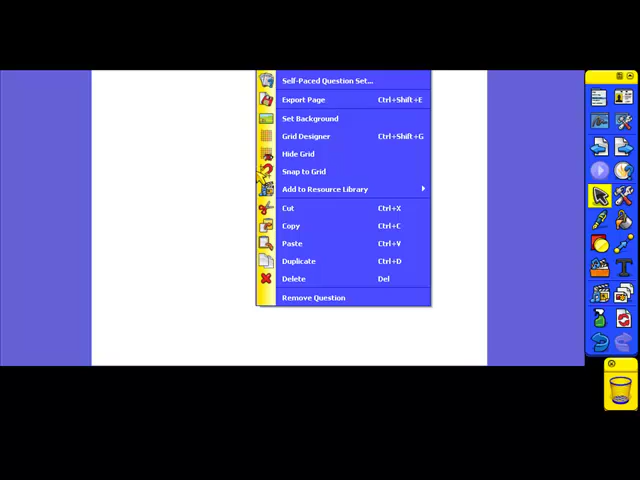 Self-Paced Question Set...
Export Page Ctrl+Shift+E
Set Background
Grid Designer Ctrl+Shift+G
Hide Grid
Snap to Grid
Add to Resource Library
Cut Ctrl+X
Copy Ctrl+C
Paste Ctrl+V
Duplicate Ctrl+D
Delete Del
Remove Question
T